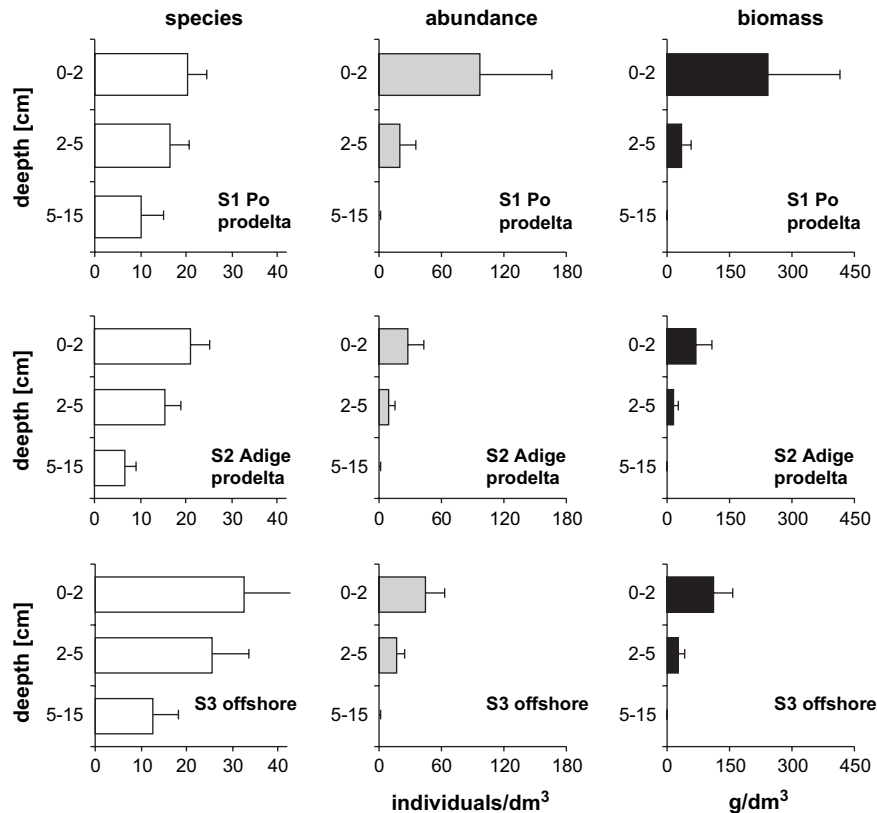 species abundance biomass
deepth [cm]
0-2
2-5
5-15
S1 Po
prodelta
0 10 20 30 40
0-2
2-5
5-15
S1 Po
prodelta
0 60 120 180
0-2
2-5
5-15
S1 Po
prodelta
0 150 300 450
deepth [cm]
0-2
2-5
5-15
S2 Adige
prodelta
0 10 20 30 40
0-2
2-5
5-15
S2 Adige
prodelta
0 60 120 180
0-2
2-5
5-15
S2 Adige
prodelta
0 150 300 450
deepth [cm]
0-2
2-5
5-15
S3 offshore
0 10 20 30 40
0-2
2-5
5-15
S3 offshore
0 60 120 180
individuals/dm³
0-2
2-5
5-15
S3 offshore
0 150 300 450
g/dm³